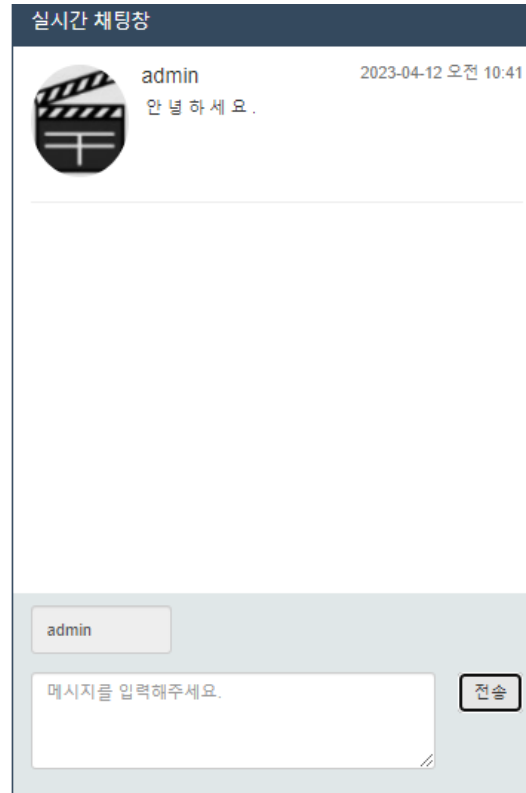 실시간 채팅창
admin
2023-04-12 오전 10:41
안녕하세요.
admin
메시지를 입력해주세요.
전송